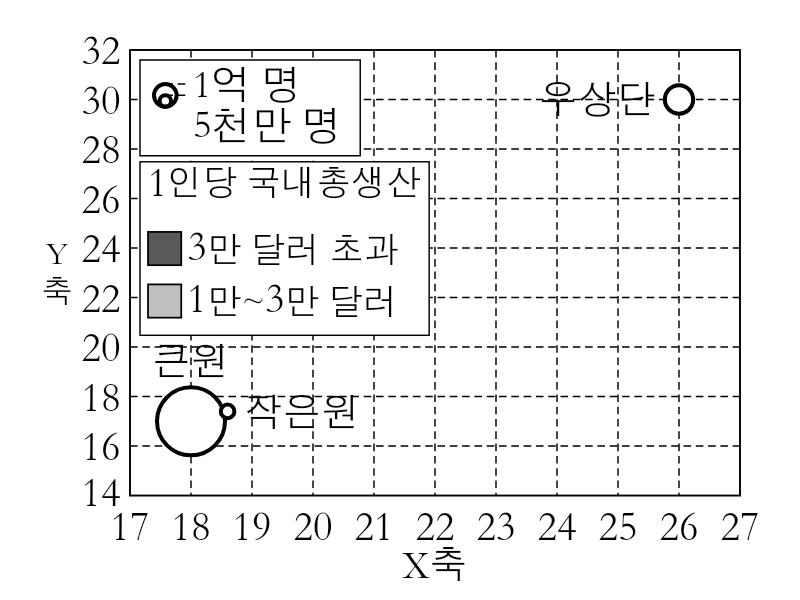 32
30
28
26
24
22
20
18
16
14
1억 명
5천만 명
1인당 국내총생산
3만 달러 초과
1만~3만 달러
우상단
Y
축
큰원
작은원
17 18 19 20 21 22 23 24 25 26 27
X축